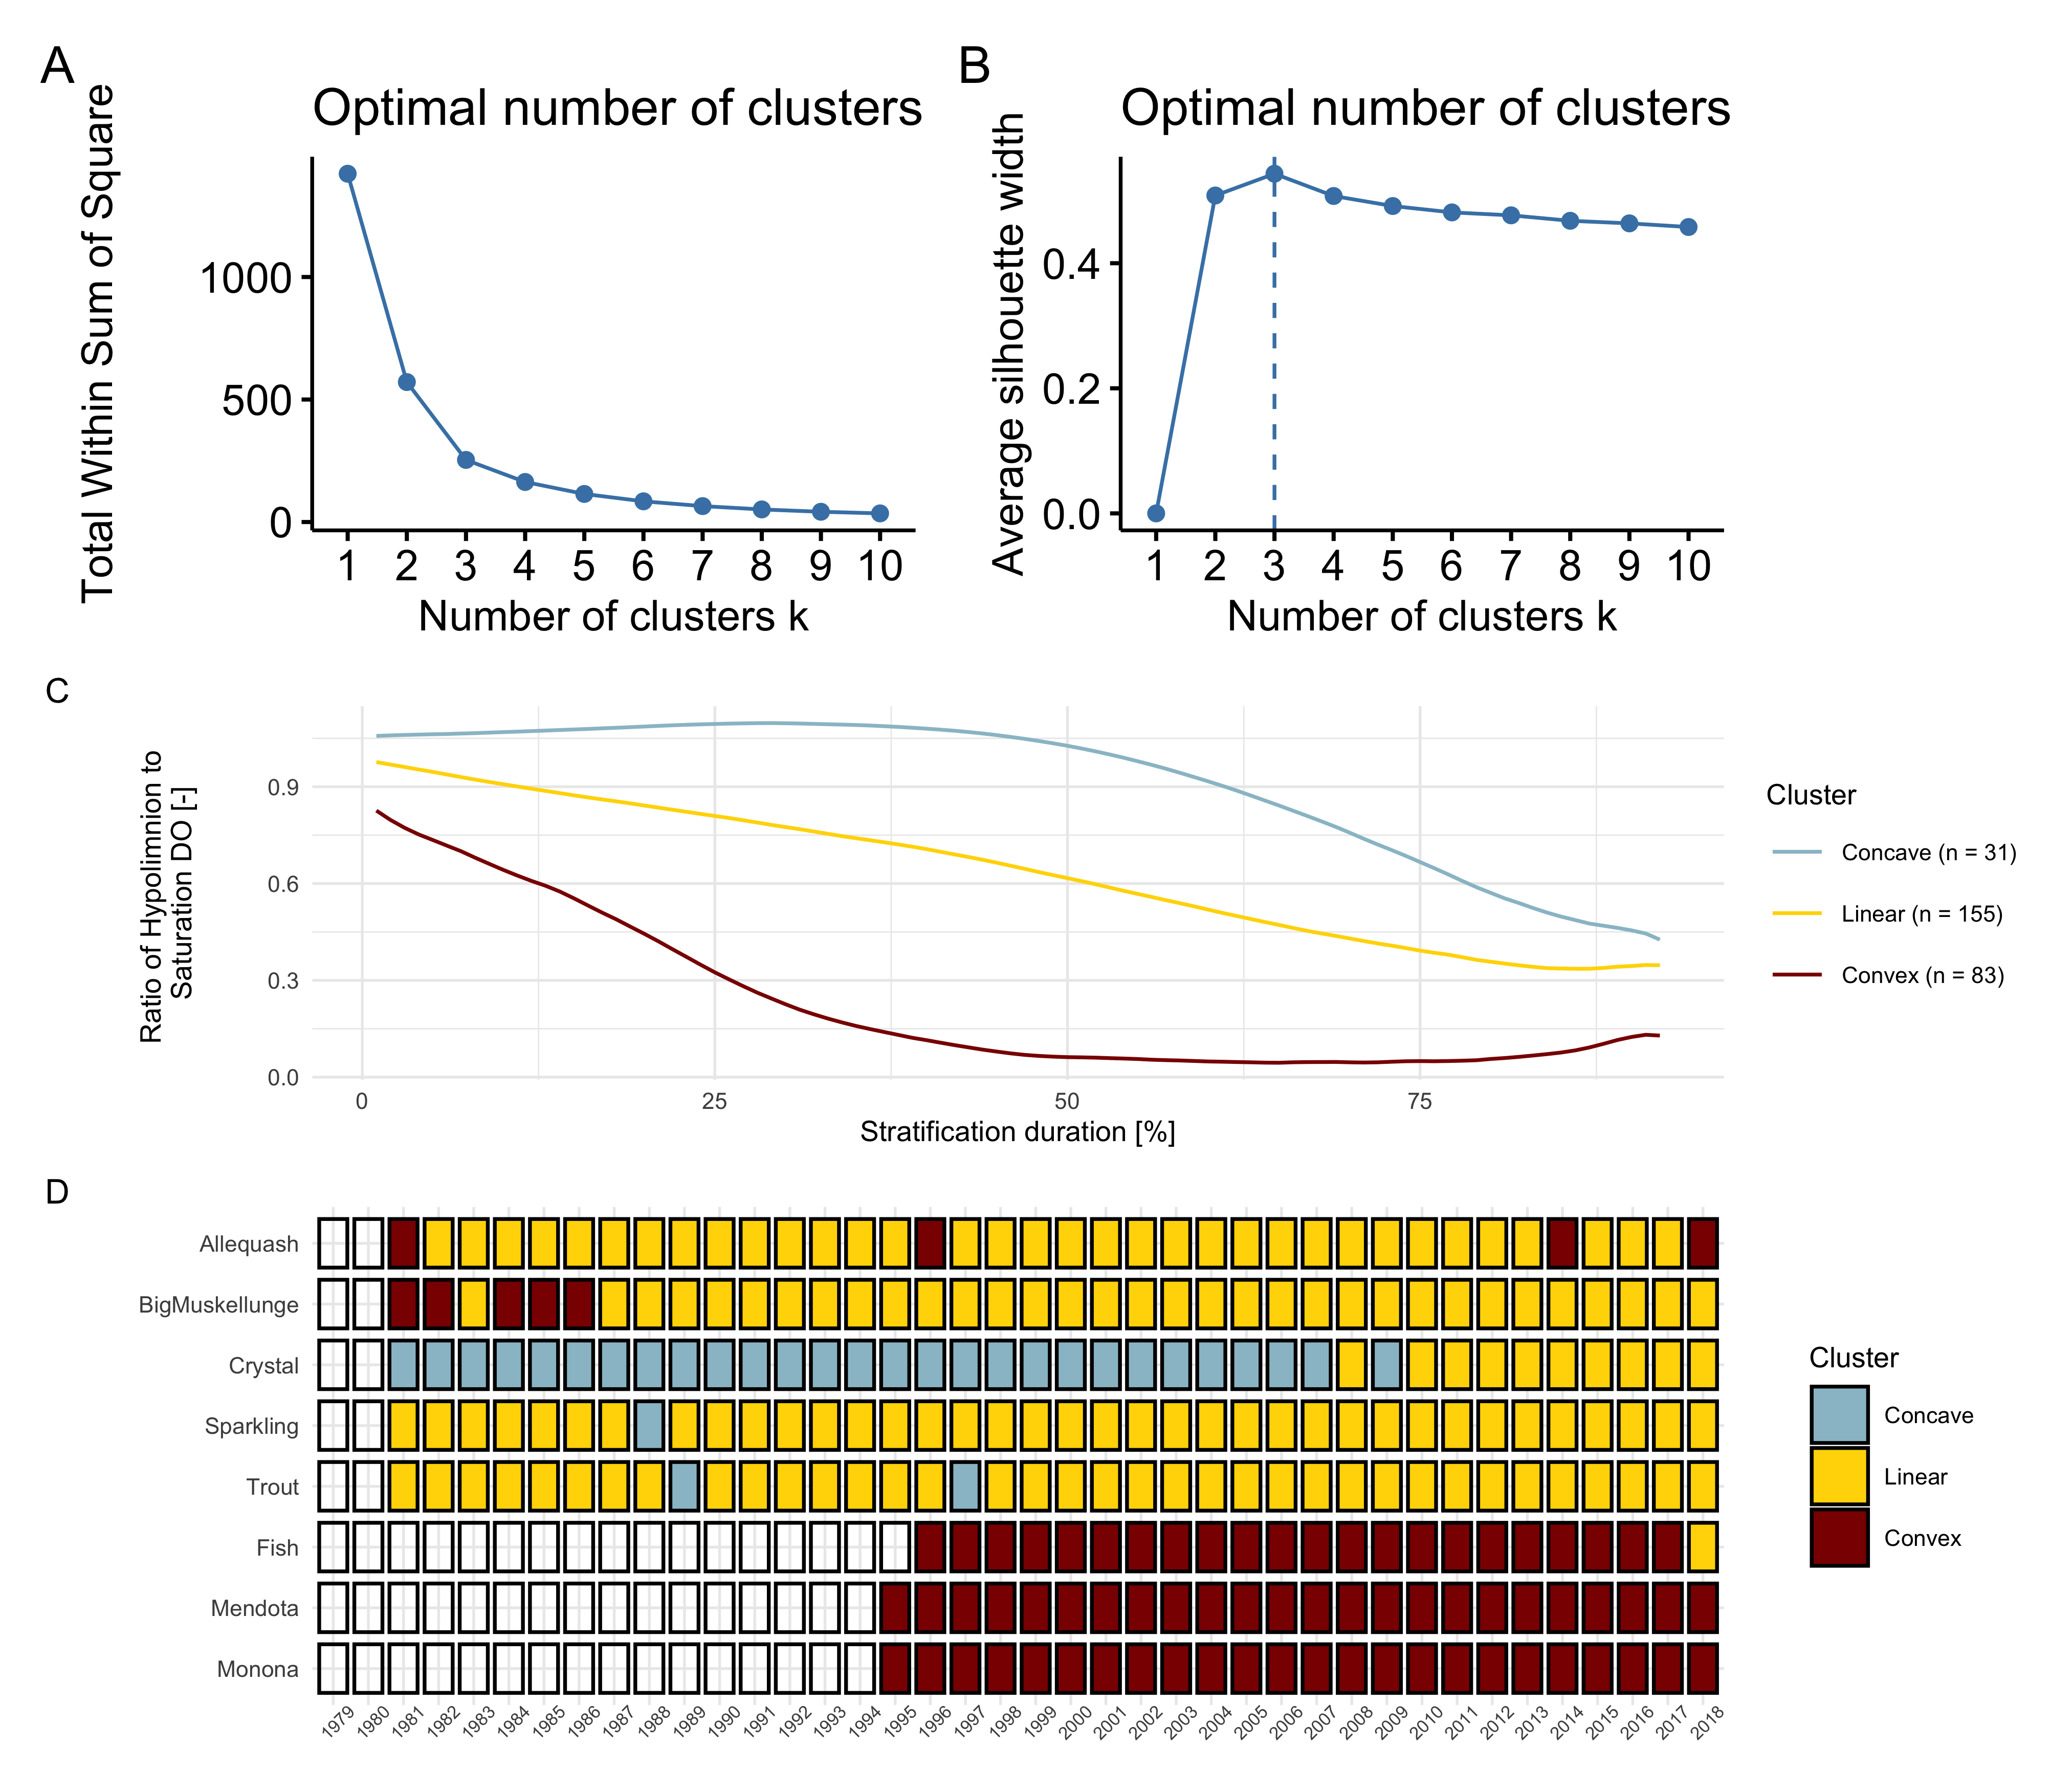 A
Optimal number of clusters
Total Within Sum of Square
1000
500
0
1 2 3 4 5 6 7 8 9 10
Number of clusters k
B
Optimal number of clusters
Average silhouette width
0.4
0.2
0.0
1 2 3 4 5 6 7 8 9 10
Number of clusters k
C
Ratio of Hypolimnion to
Saturation DO [-]
0.9
0.6
0.3
0.0
0 25 50 75
Stratification duration [%]
Cluster
Concave (n = 31)
Linear (n = 155)
Convex (n = 83)
D
Allequash
BigMuskellunge
Crystal
Sparkling
Trout
Fish
Mendota
Monona
1979 1980 1981 1982 1983 1984 1985 1986 1987 1988 1989 1990 1991 1992 1993 1994 1995 1996 1997 1998 1999 2000 2001 2002 2003 2004 2005 2006 2007 2008 2009 2010 2011 2012 2013 2014 2015 2016 2017 2018
Cluster
Concave
Linear
Convex